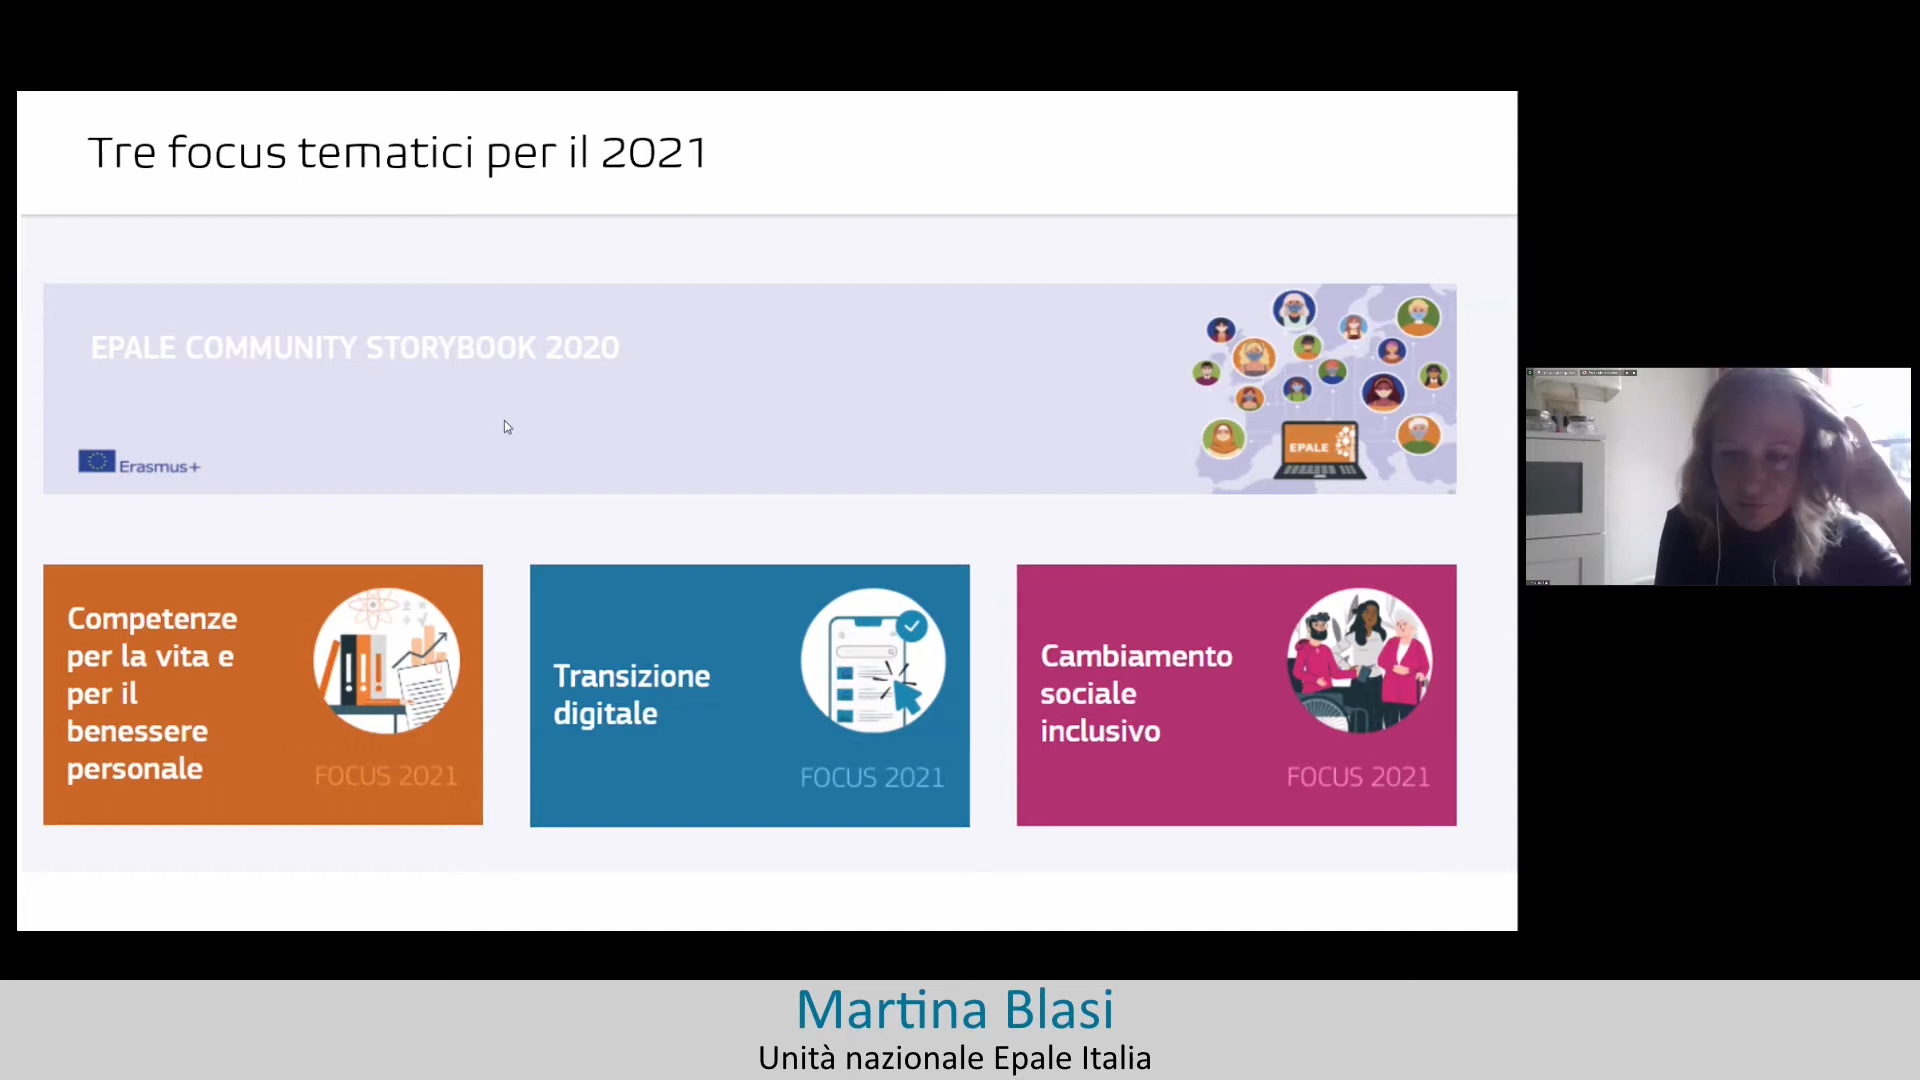 Tre focus tematici per il 2021
EPALE COMMUNITY STORYBOOK 2020
EPALE
Erasmus+
Competenze
per la vita e
per il
benessere
personale
FOCUS 2021
Transizione
digitale
FOCUS 2021
Cambiamento
sociale
inclusivo
FOCUS 2021
Martina Blasi
Unità nazionale Epale Italia